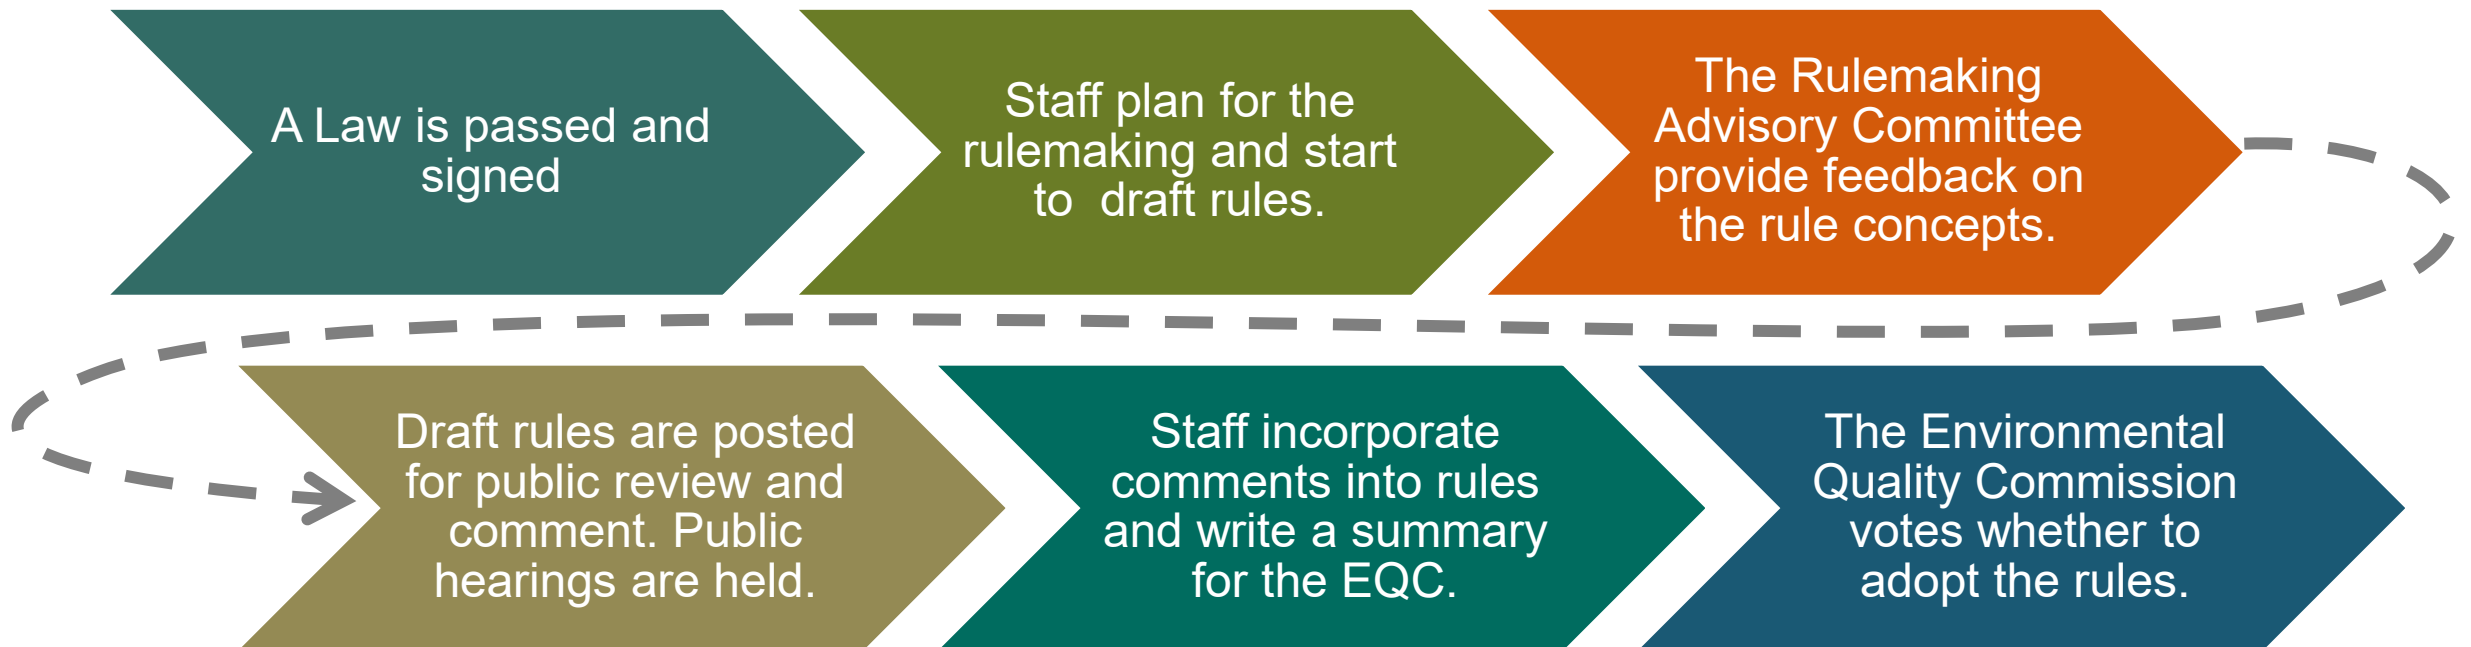 A Law is passed and
signed
Staff plan for the
rulemaking and start
to  draft rules.
The Rulemaking
Advisory Committee
provide feedback on
the rule concepts.
Draft rules are posted
for public review and
comment. Public
hearings are held.
Staff incorporate
comments into rules
and write a summary
for the EQC.
The Environmental
Quality Commission
votes whether to
adopt the rules.